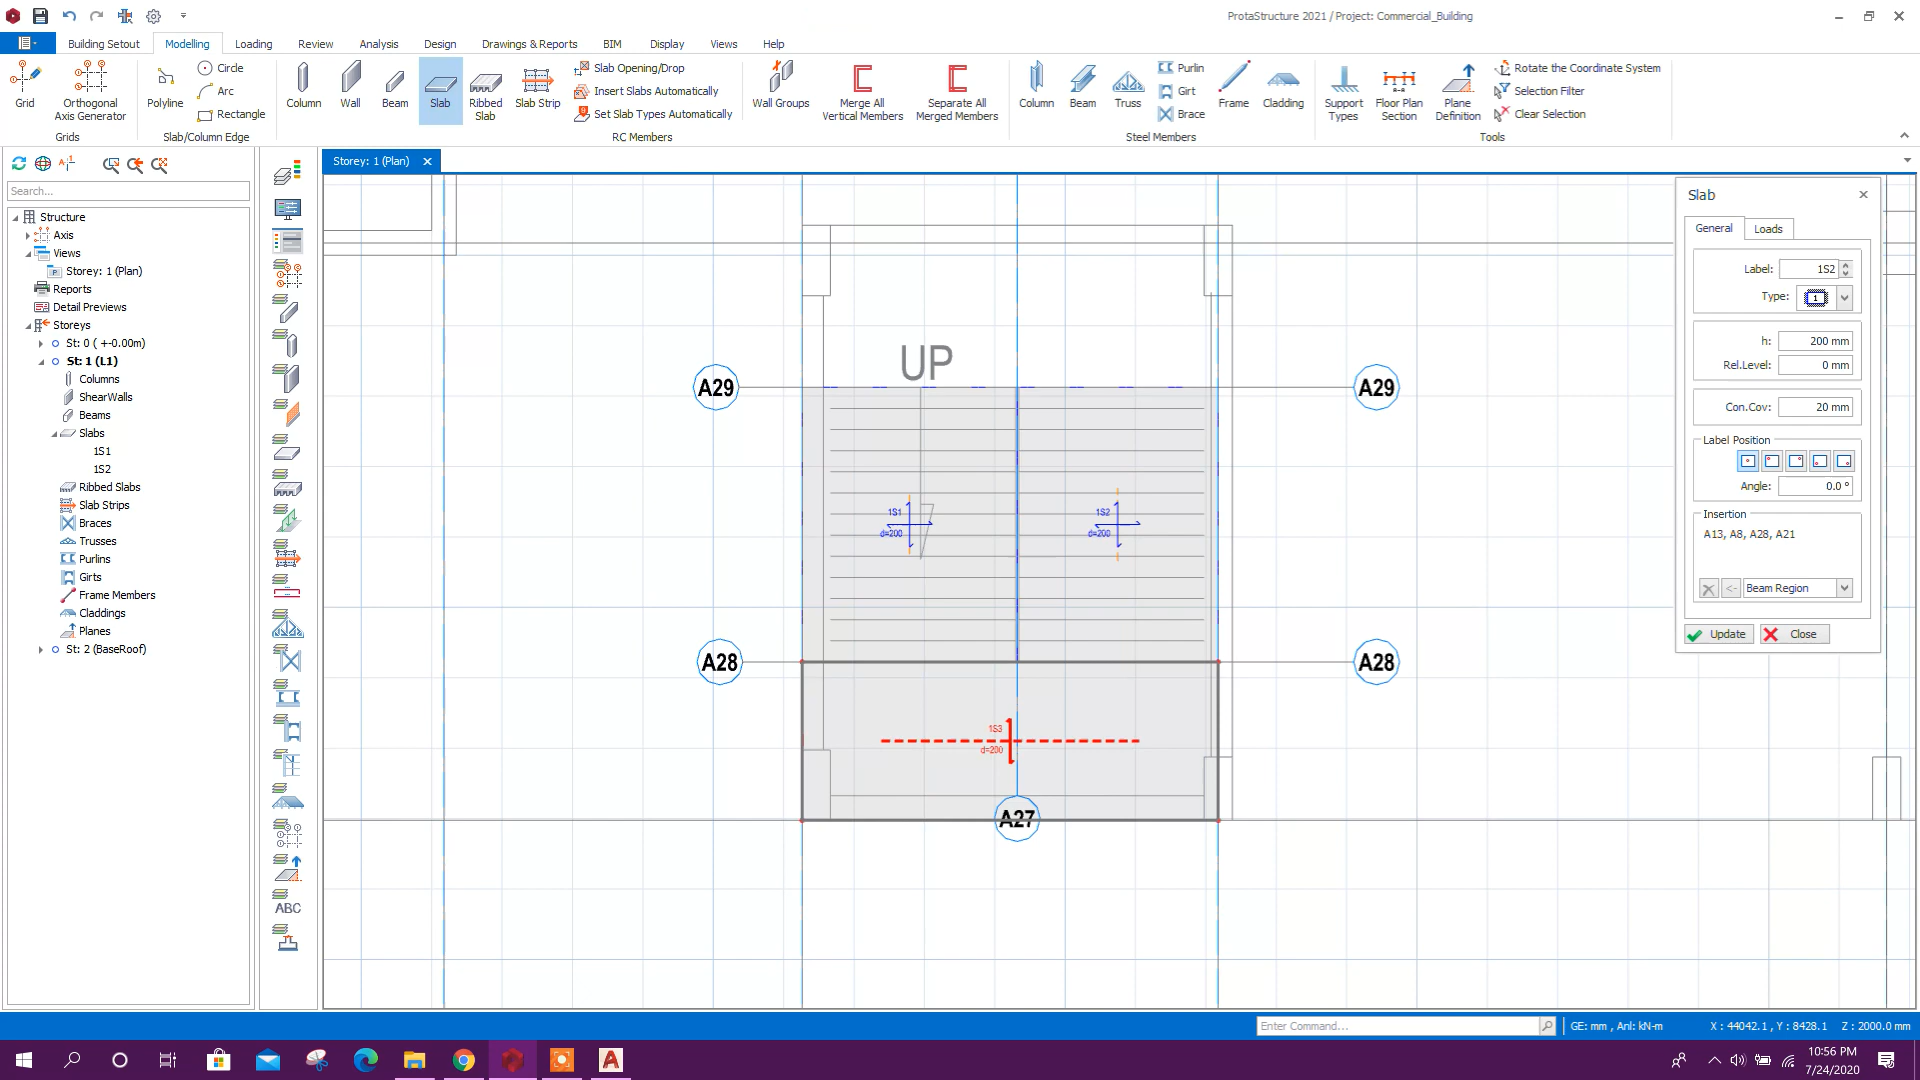 ProtaStructure 2021 / Project: Commercial_Building
Building Setout
Modelling
Loading
Review
Analysis
Design
Drawings & Reports
BIM
Display
Views
Help
Grid
Orthogonal
Axis Generator
Grids
Polyline
Circle
Arc
Rectangle
Slab/Column Edge
Column
Wall
Beam
Slab
Ribbed
Slab
Slab Strip
Slab Opening/Drop
Insert Slabs Automatically
Set Slab Types Automatically
RC Members
Wall Groups
Merge All
Vertical Members
Separate All
Merged Members
Column
Beam
Truss
Purlin
Girt
Brace
Frame
Cladding
Steel Members
Support
Types
Floor Plan
Section
Plane
Definition
Rotate the Coordinate System
Selection Filter
Clear Selection
Tools
Search...
Structure
Axis
Views
Storey: 1 (Plan)
Reports
Detail Previews
Storeys
St: 0 ( +-0.00m)
St: 1 (L1)
Columns
ShearWalls
Beams
Slabs
1S1
1S2
Ribbed Slabs
Slab Strips
Braces
Trusses
Purlins
Girts
Frame Members
Claddings
Planes
St: 2 (BaseRoof)
ABC
Storey: 1 (Plan)
UP
A29
A29
1S1
d=200
1S2
d=200
A28
A28
1S3
d=200
A27
Slab
General
Loads
Label:
1S2
Type:
1
h:
200 mm
Rel.Level:
0 mm
Con.Cov:
20 mm
Label Position
Angle:
0.0 °
Insertion
A13, A8, A28, A21
<-
Beam Region
Update
Close
Enter Command...
GE: mm , Anl: kN-m
X : 44042.1 , Y : 8428.1
Z : 2000.0 mm
10:56 PM
7/24/2020